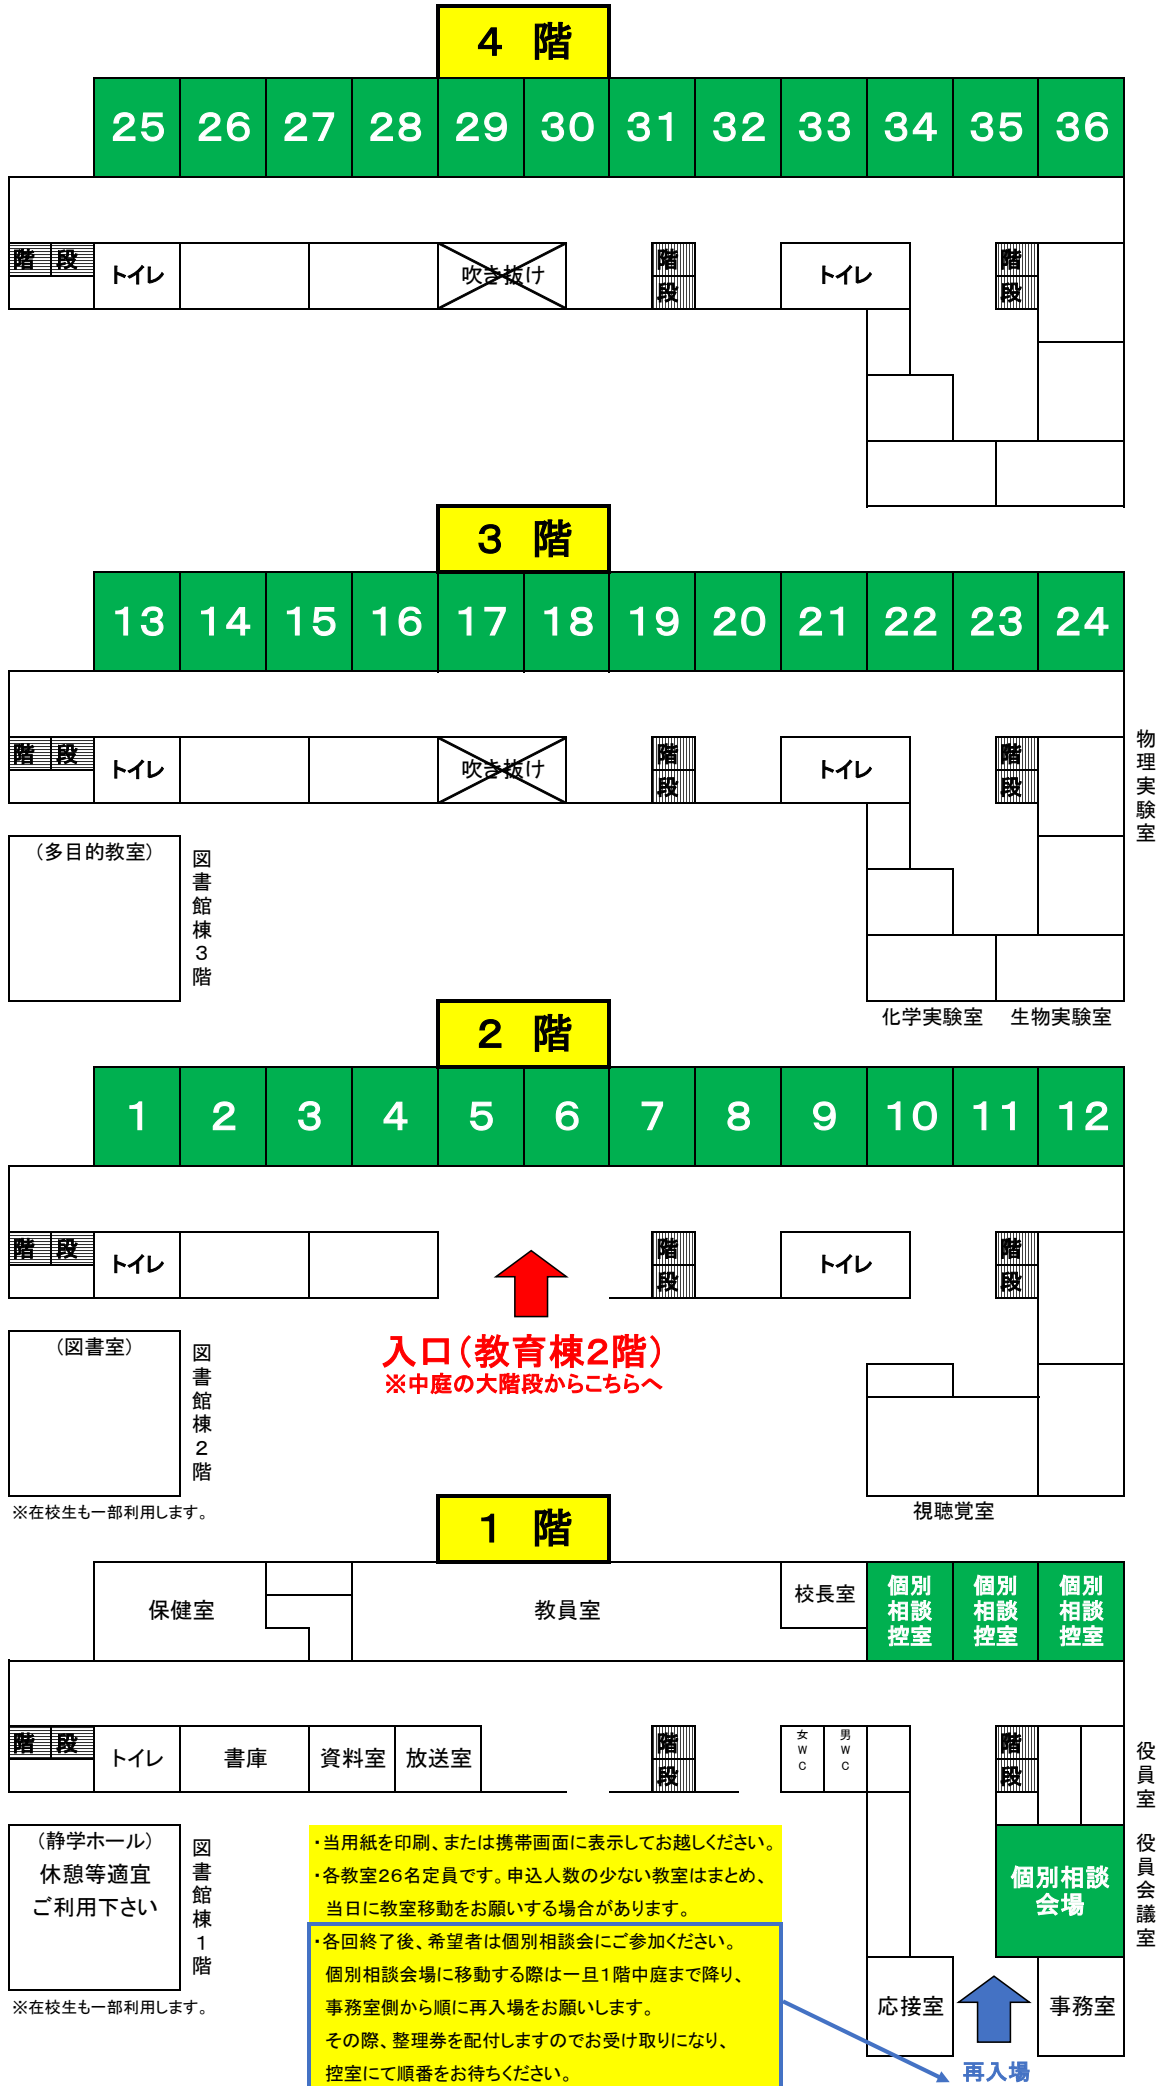 ４　階
25 26 27 28 29 30 31 32 33 34 35 36
階 段
トイレ
吹き抜け
階
段
トイレ
階
段
３　階
13 14 15 16 17 18 19 20 21 22 23 24
階 段
トイレ
吹き抜け
階
段
トイレ
階
段
物理実験室
（多目的教室）
図書館棟３階
化学実験室
生物実験室
２　階
1 2 3 4 5 6 7 8 9 10 11 12
階 段
トイレ
階
段
トイレ
階
段
入口（教育棟２階）
※中庭の大階段からこちらへ
（図書室）
図書館棟２階
※在校生も一部利用します。
視聴覚室
１　階
保健室
教員室
校長室
個別
相談
控室
個別
相談
控室
個別
相談
控室
階 段
トイレ
書庫
資料室
放送室
階
段
女WC
男WC
階
段
役員室
役員会議室
（静学ホール）
休憩等適宜
ご利用下さい
図書館棟１階
※在校生も一部利用します。
・当用紙を印刷、または携帯画面に表示してお越しください。
・各教室２６名定員です。申込人数の少ない教室はまとめ、
当日に教室移動をお願いする場合があります。
・各回終了後、希望者は個別相談会にご参加ください。
個別相談会場に移動する際は一旦１階中庭まで降り、
事務室側から順に再入場をお願いします。
その際、整理券を配付しますのでお受け取りになり、
控室にて順番をお待ちください。
個別相談
会場
応接室
事務室
再入場